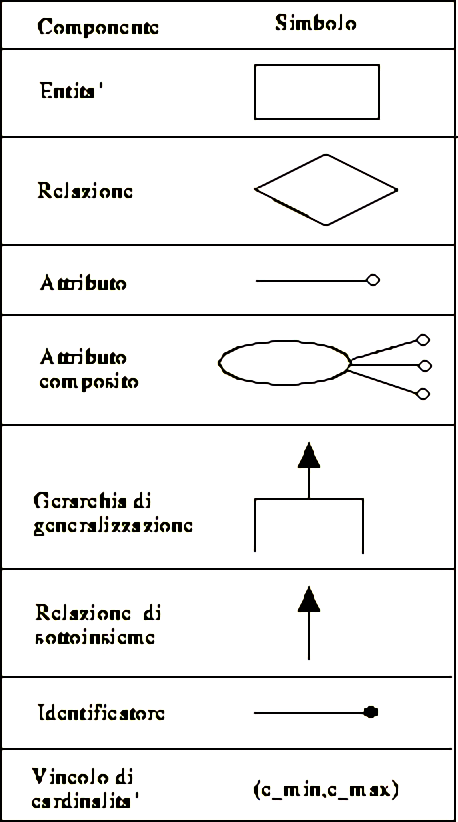 Componente Simbolo
Entita'
Relazione
Attributo
Attributo
composito
Gerarchia di
generalizzazione
Relazione di
sottoinsieme
Identificatore
Vincolo di
cardinalita' (c_min,c_max)